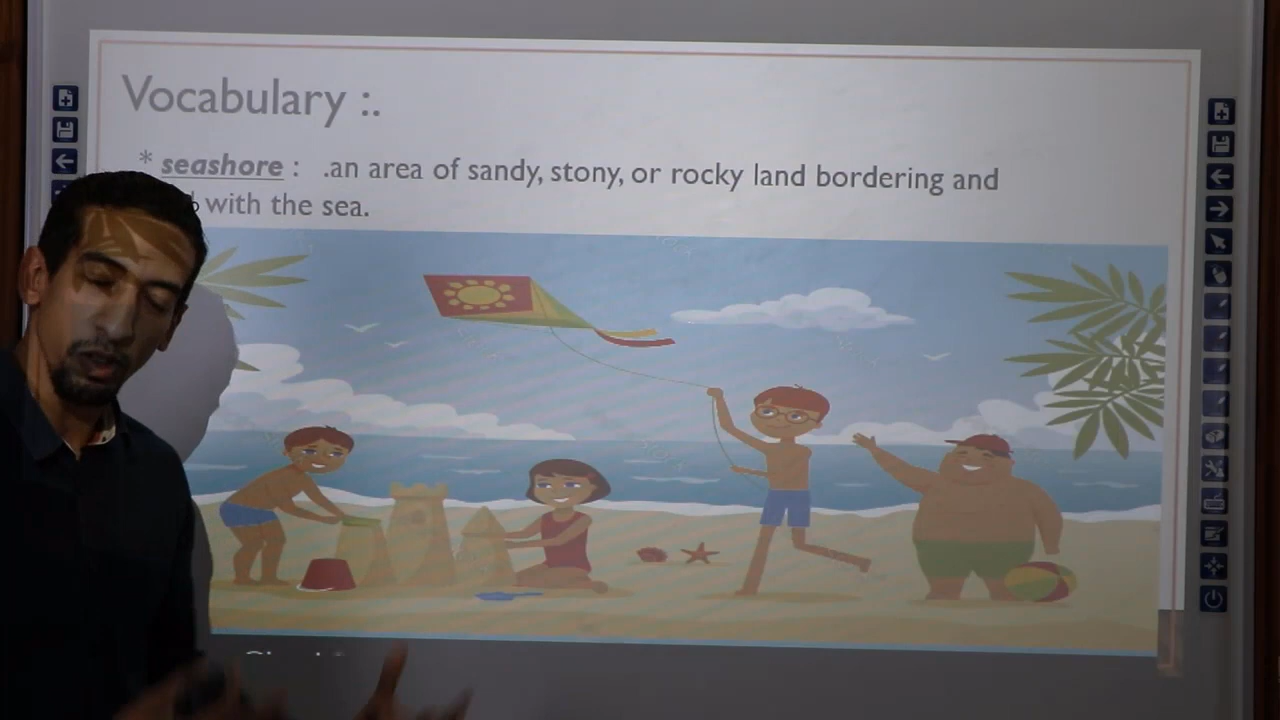 Vocabulary :.
* seashore : .an area of sandy, stony, or rocky land bordering and
with the sea.